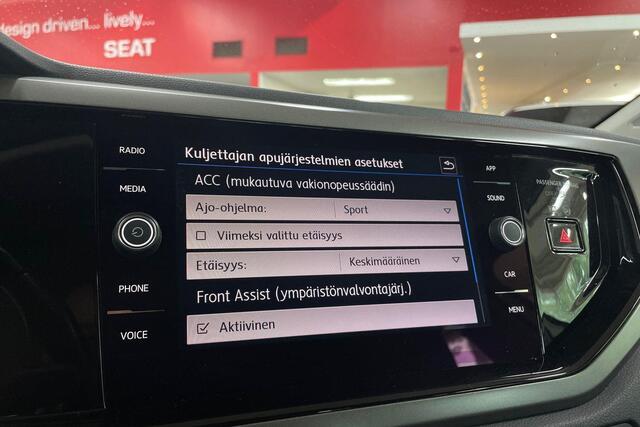 design driven... lively...
SEAT
RADIO
MEDIA
PHONE
VOICE
Kuljettajan apujärjestelmien asetukset
ACC (mukautuva vakionopeussäädin)
Ajo-ohjelma: Sport
Viimeksi valittu etäisyys
Etäisyys: Keskimääräinen
Front Assist (ympäristönvalvontajärj.)
Aktiivinen
APP
SOUND
CAR
MENU
PASSENGER